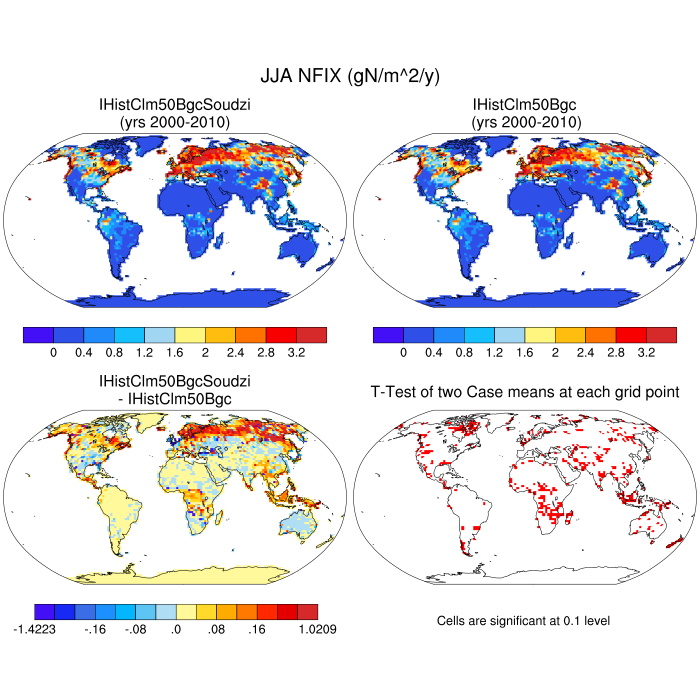 JJA NFIX (gN/m^2/y)
IHistClm50BgcSoudzi
(yrs 2000-2010)
IHistClm50Bgc
(yrs 2000-2010)
0 0.4 0.8 1.2 1.6 2 2.4 2.8 3.2
0 0.4 0.8 1.2 1.6 2 2.4 2.8 3.2
IHistClm50BgcSoudzi
- IHistClm50Bgc
T-Test of two Case means at each grid point
-1.4223 -.16 -.08 .0 .08 .16 1.0209
Cells are significant at 0.1 level